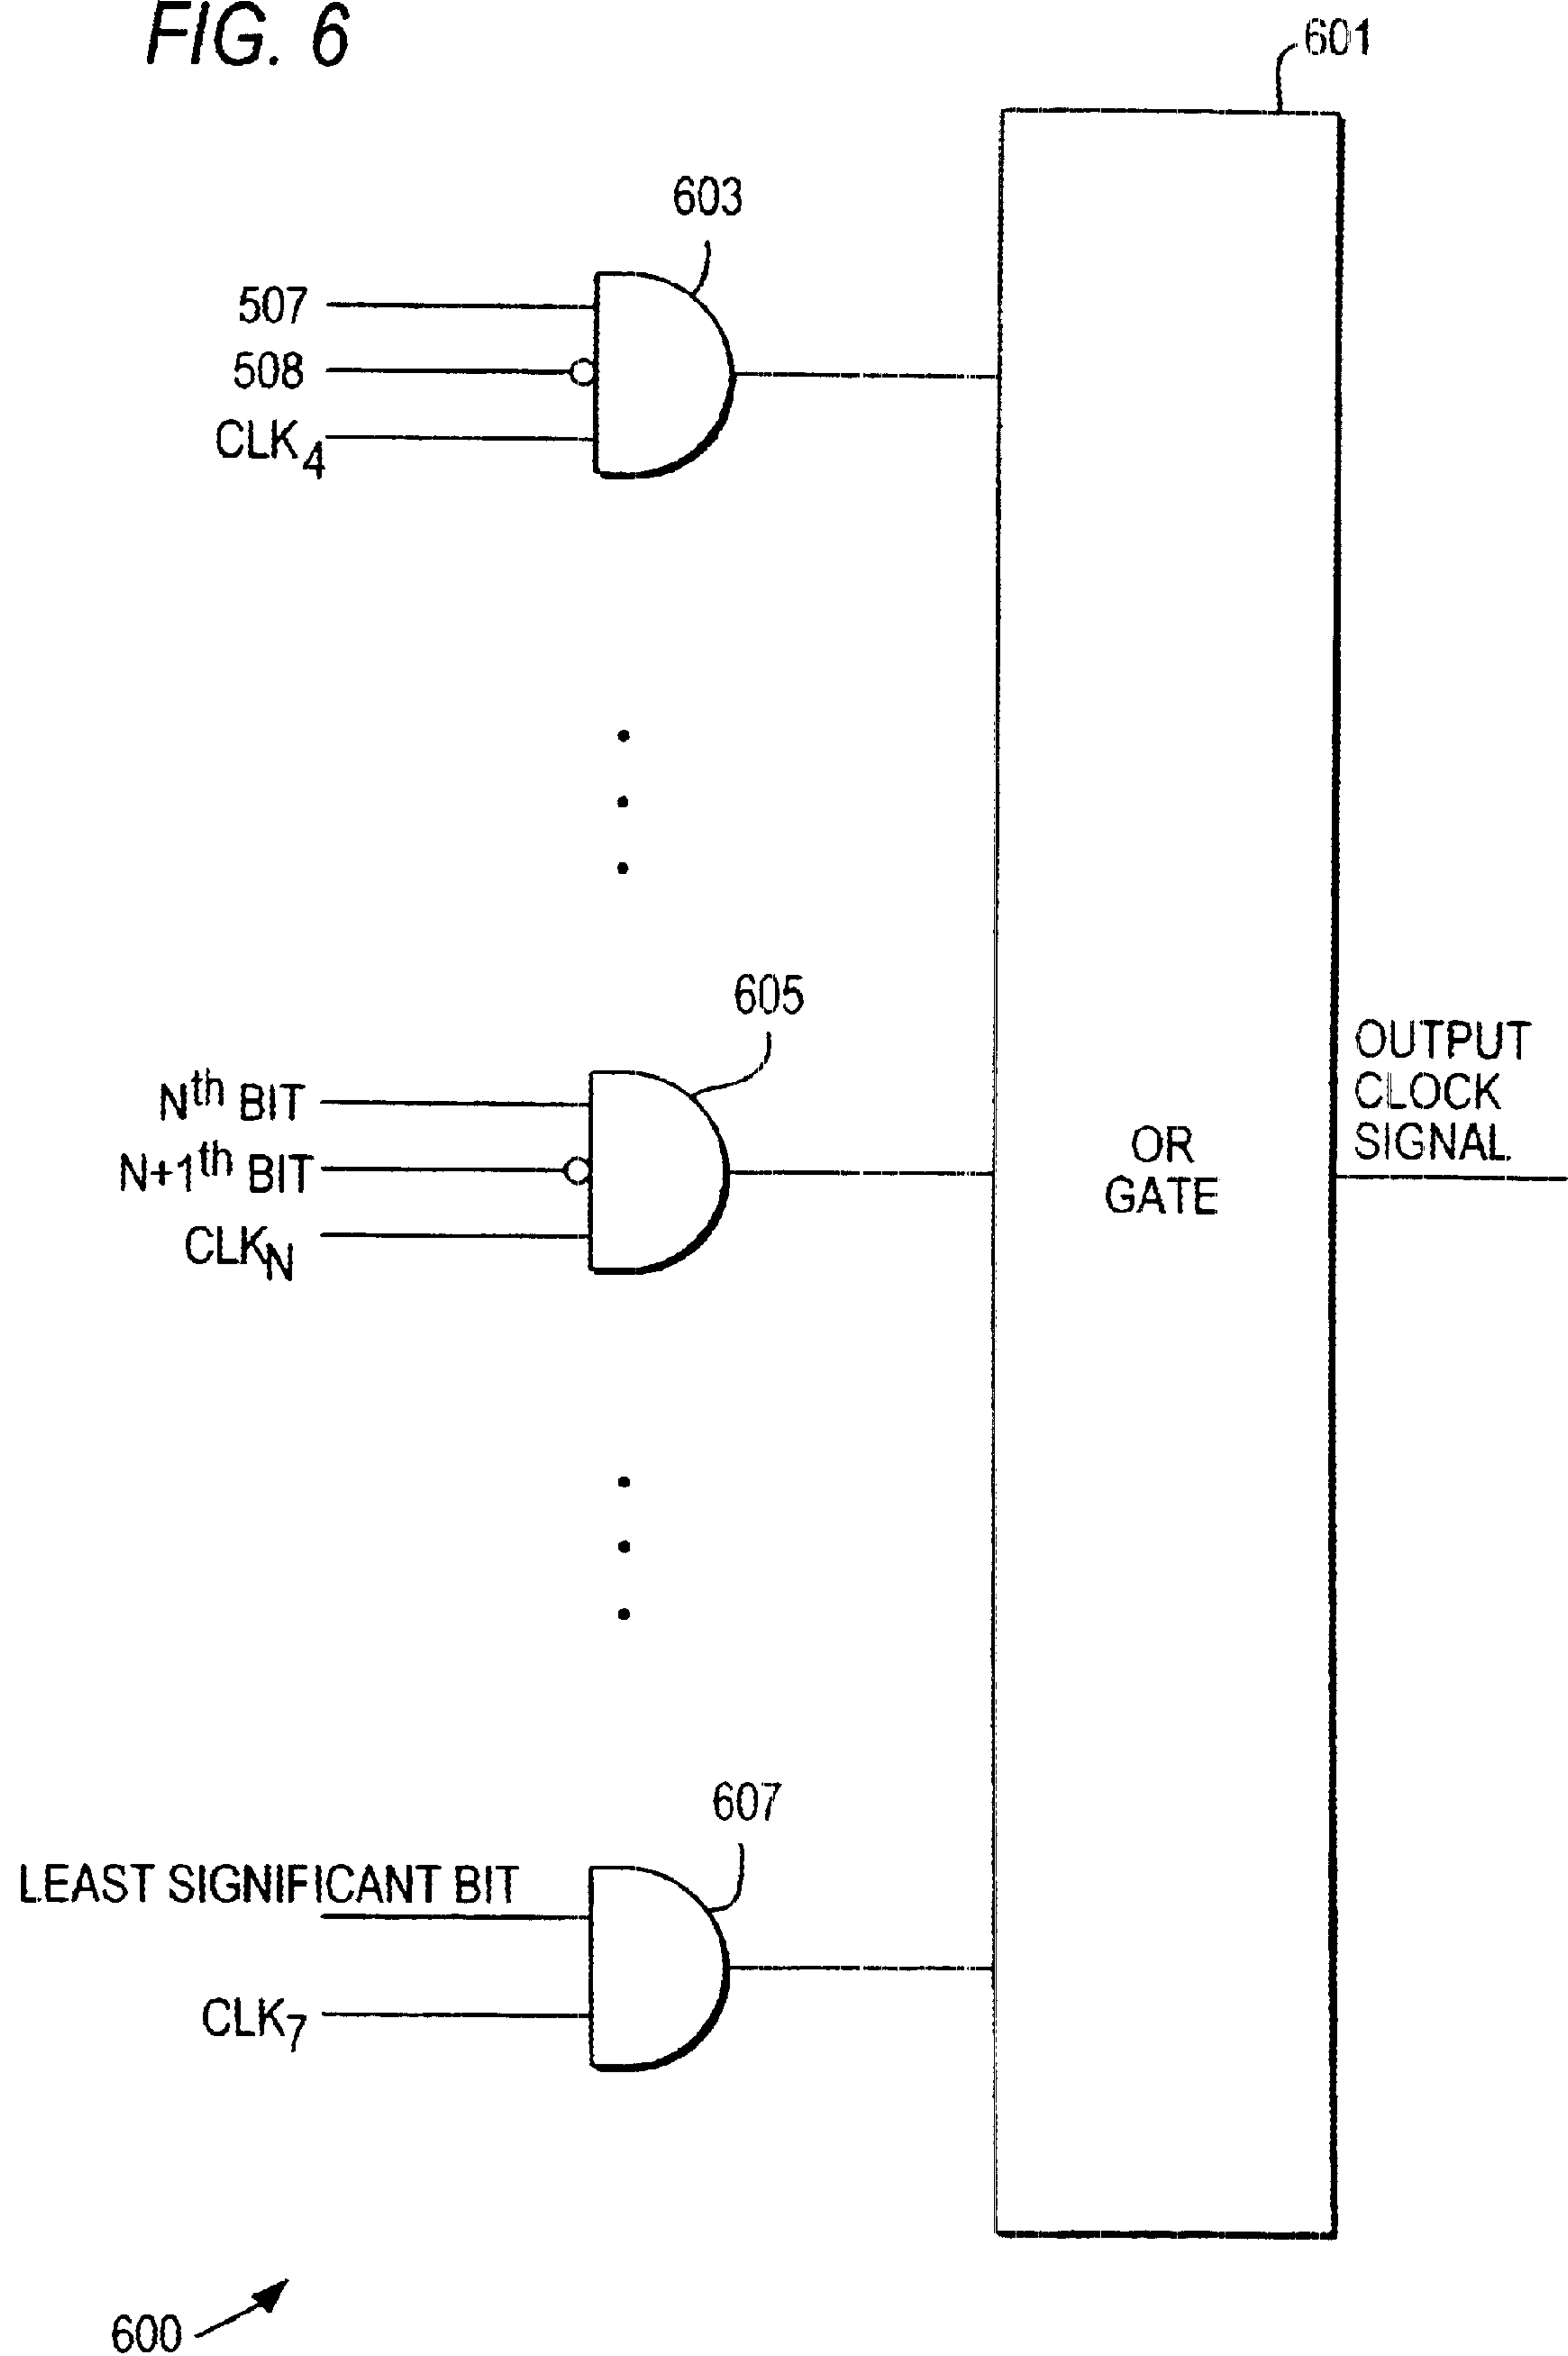 FIG. 6
601
603
507
508
CLK4
605
Nth BIT
N+1th BIT
CLKN
OR
GATE
OUTPUT
CLOCK
SIGNAL
607
LEAST SIGNIFICANT BIT
CLK7
600